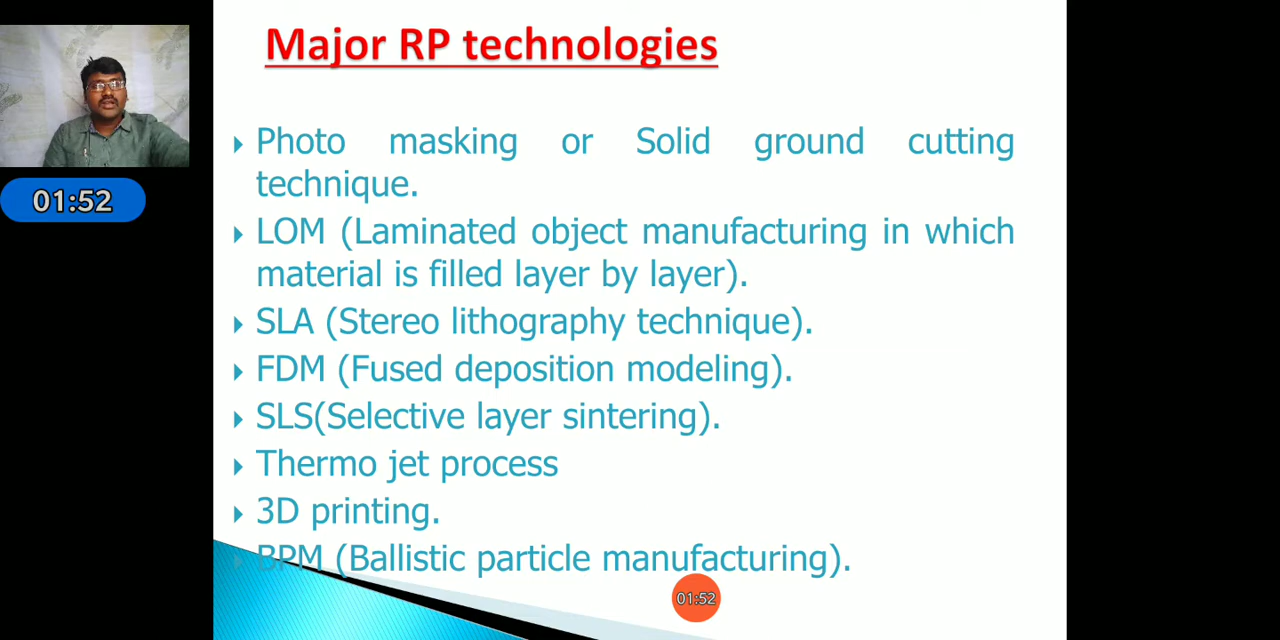 Major RP technologies
01:52
Photo masking or Solid ground cutting
technique.
LOM (Laminated object manufacturing in which
material is filled layer by layer).
SLA (Stereo lithography technique).
FDM (Fused deposition modeling).
SLS(Selective layer sintering).
Thermo jet process
3D printing.
BPM (Ballistic particle manufacturing).
01:52